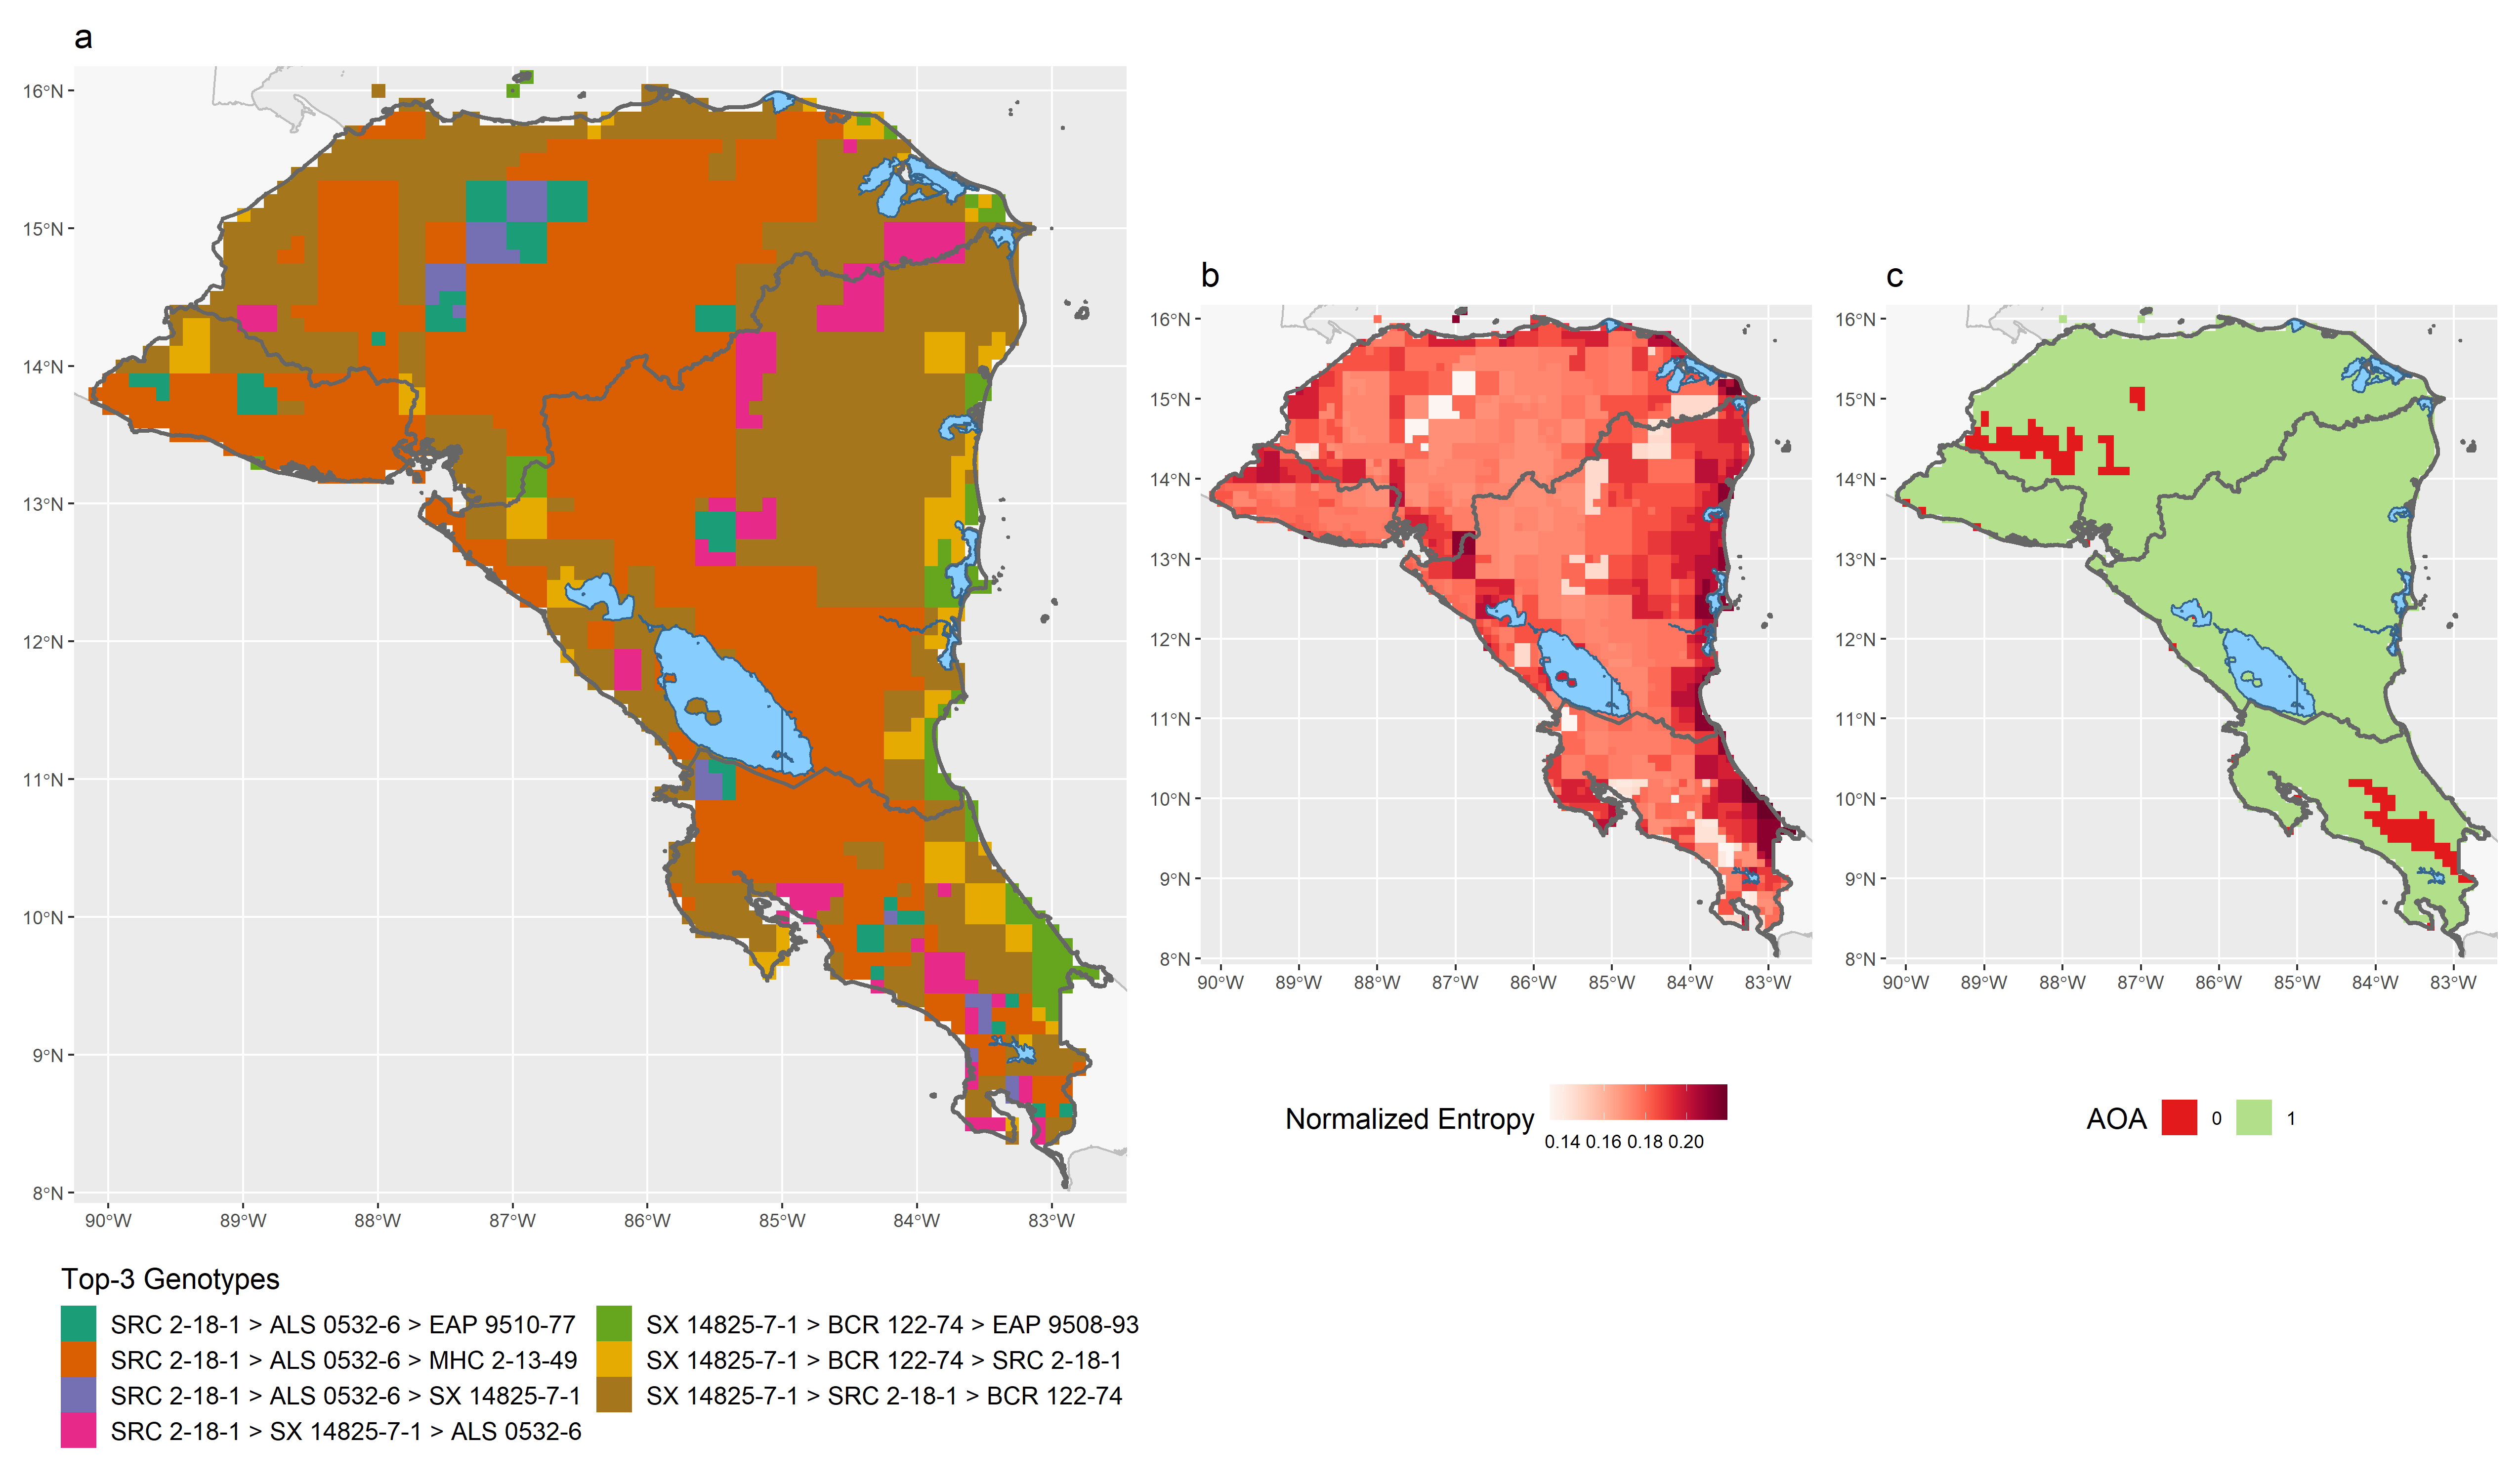 a
16°N
15°N
14°N
13°N
12°N
11°N
10°N
9°N
8°N
90°W 89°W 88°W 87°W 86°W 85°W 84°W 83°W
Top-3 Genotypes
SRC 2-18-1 > ALS 0532-6 > EAP 9510-77
SRC 2-18-1 > ALS 0532-6 > MHC 2-13-49
SRC 2-18-1 > ALS 0532-6 > SX 14825-7-1
SRC 2-18-1 > SX 14825-7-1 > ALS 0532-6
SX 14825-7-1 > BCR 122-74 > EAP 9508-93
SX 14825-7-1 > BCR 122-74 > SRC 2-18-1
SX 14825-7-1 > SRC 2-18-1 > BCR 122-74
b
16°N
15°N
14°N
13°N
12°N
11°N
10°N
9°N
8°N
90°W 89°W 88°W 87°W 86°W 85°W 84°W 83°W
Normalized Entropy
0.14 0.16 0.18 0.20
c
16°N
15°N
14°N
13°N
12°N
11°N
10°N
9°N
8°N
90°W 89°W 88°W 87°W 86°W 85°W 84°W 83°W
AOA 0 1